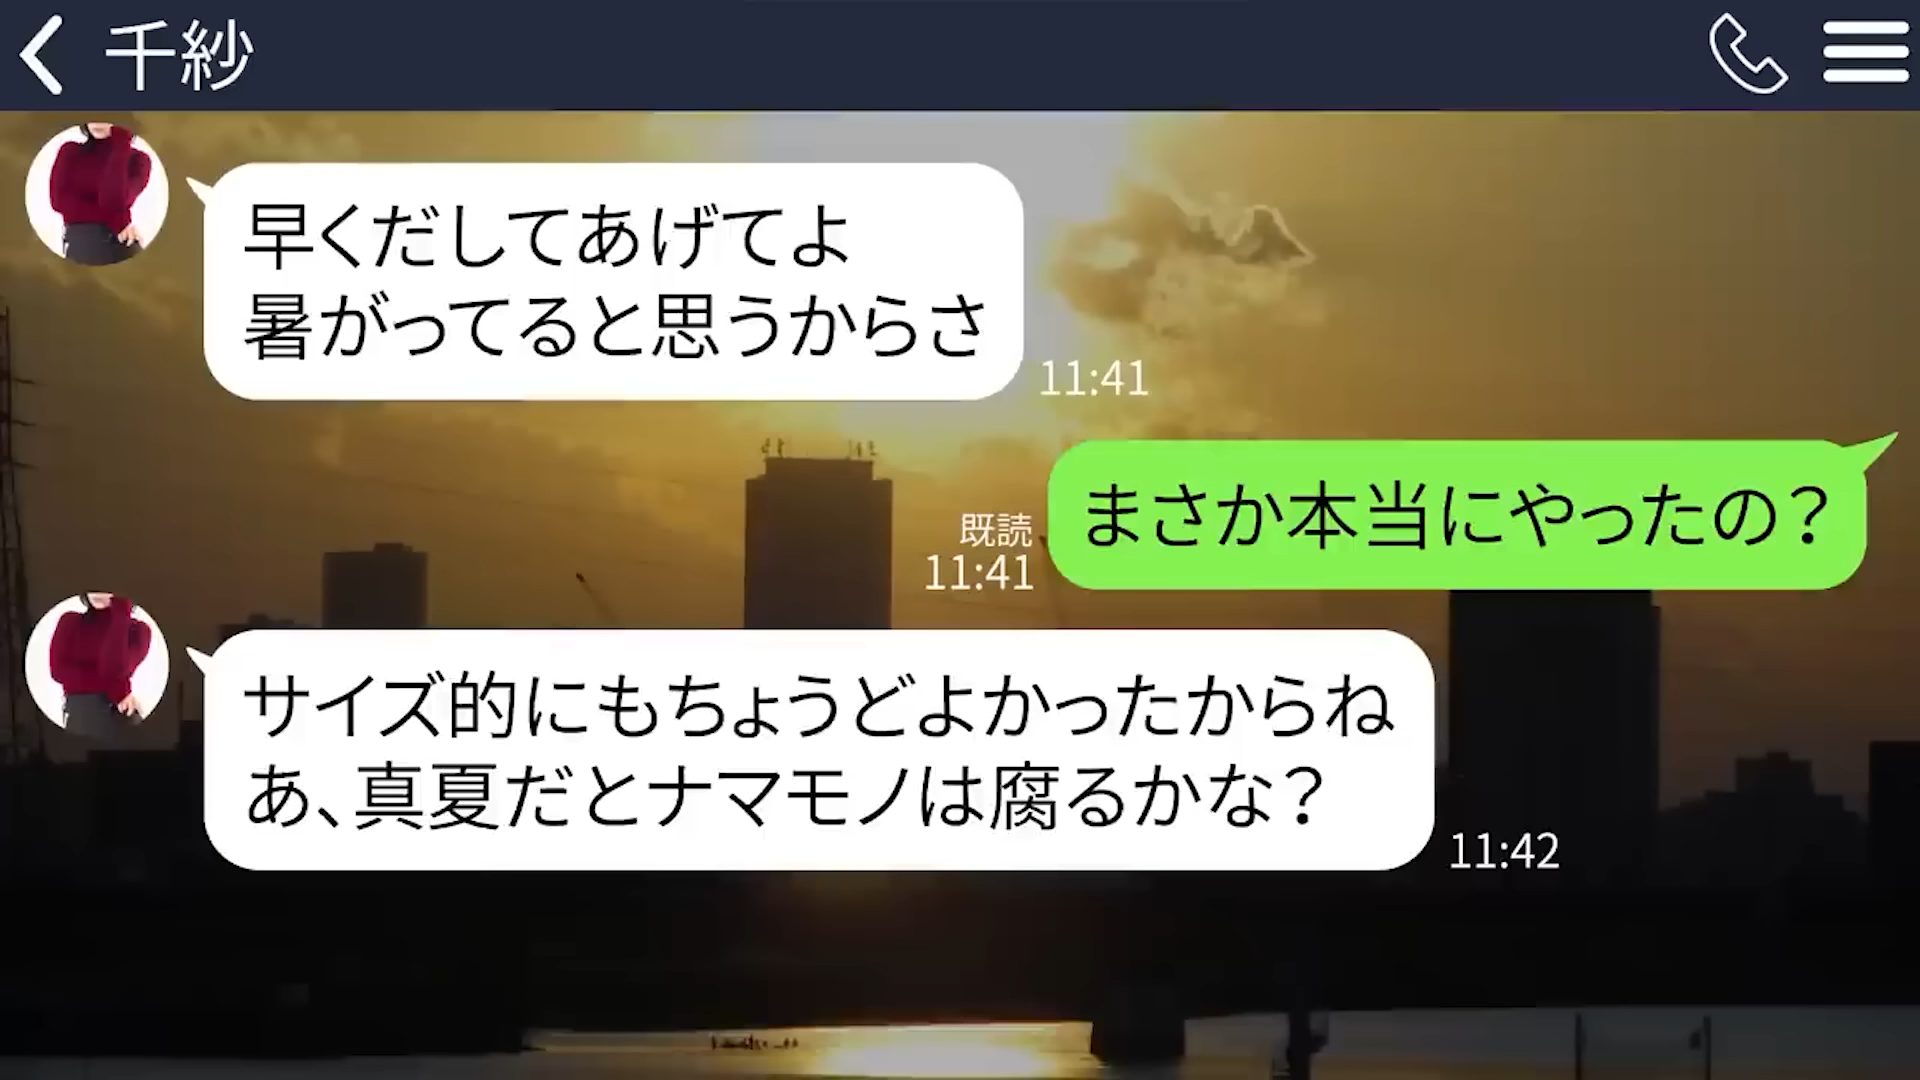 千紗
早くだしてあげてよ
暑がってると思うからさ
11:41
まさか本当にやったの？
既読
11:41
サイズ的にもちょうどよかったからね
あ、真夏だとナマモノは腐るかな？
11:42